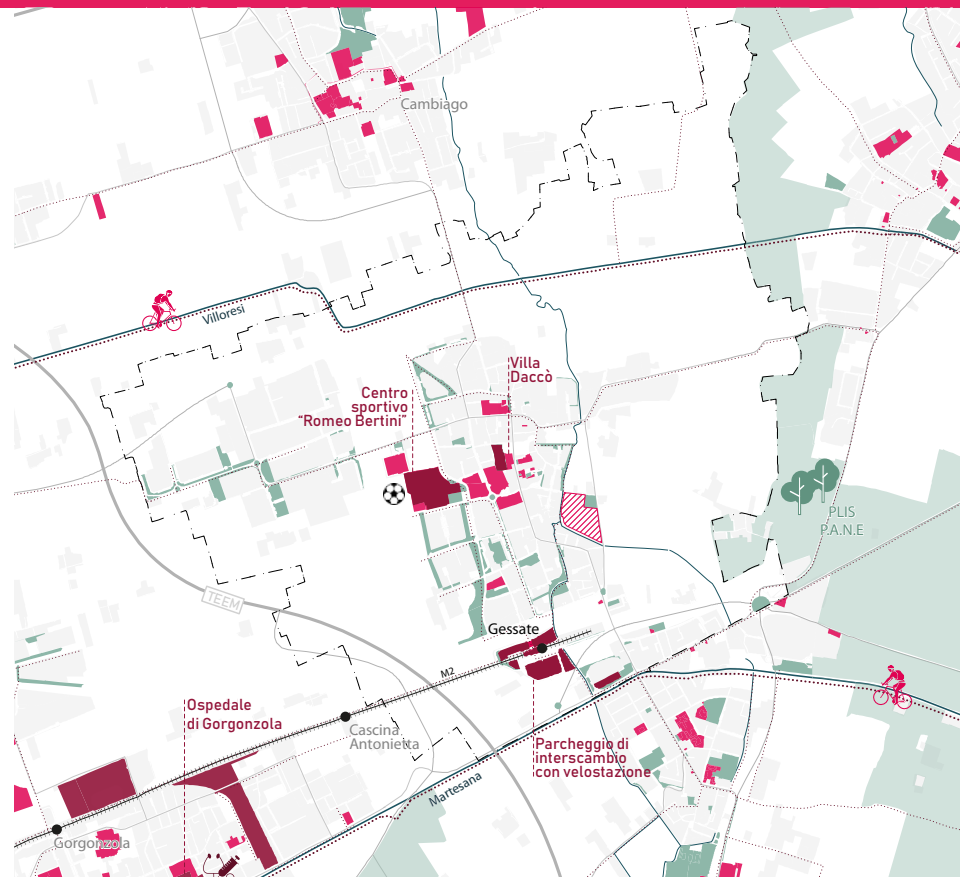 Cambiago
Villoresi
Villa
Daccò
Centro
sportivo
“Romeo Bertini”
PLIS
P.A.N.E
TEEM
Gessate
M2
Ospedale
di Gorgonzola
Cascina
Antonietta
Parcheggio di
interscambio
con velostazione
Martesana
Gorgonzola